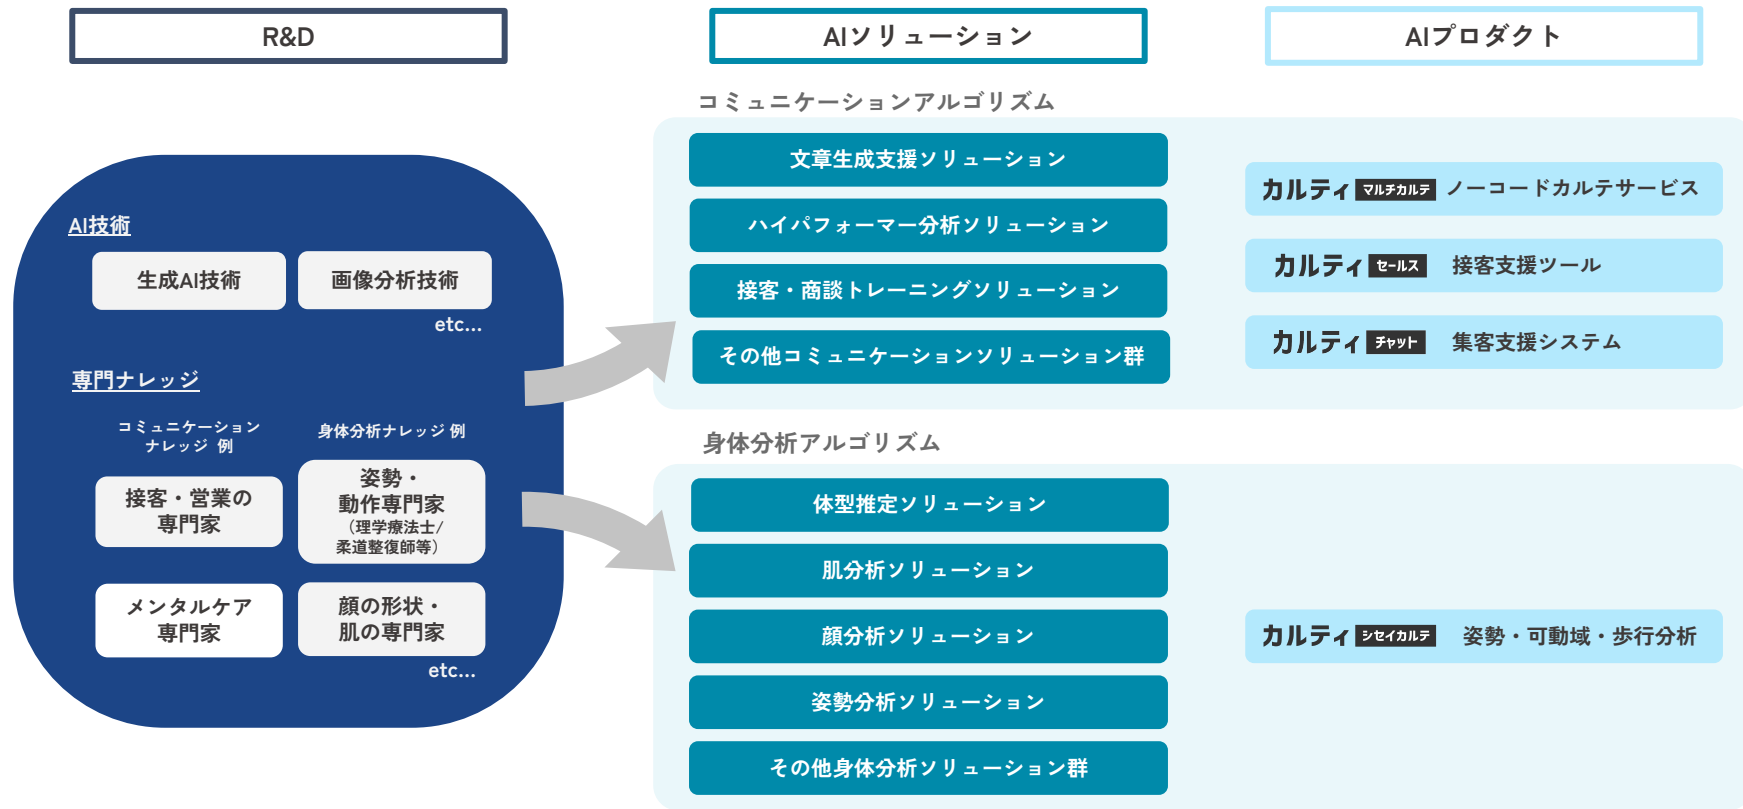 R&D
AIソリューション
AIプロダクト
AI技術
生成AI技術
画像分析技術
etc...
専門ナレッジ
コミュニケーション
ナレッジ 例
身体分析ナレッジ 例
接客・営業の
専門家
姿勢・
動作専門家
（理学療法士/
柔道整復師等）
メンタルケア
専門家
顔の形状・
肌の専門家
etc...
コミュニケーションアルゴリズム
文章生成支援ソリューション
ハイパフォーマー分析ソリューション
接客・商談トレーニングソリューション
その他コミュニケーションソリューション群
カルティ マルチカルテ ノーコードカルテサービス
カルティ セールス 接客支援ツール
カルティ チャット 集客支援システム
身体分析アルゴリズム
体型推定ソリューション
肌分析ソリューション
顔分析ソリューション
姿勢分析ソリューション
その他身体分析ソリューション群
カルティ シセイカルテ 姿勢・可動域・歩行分析